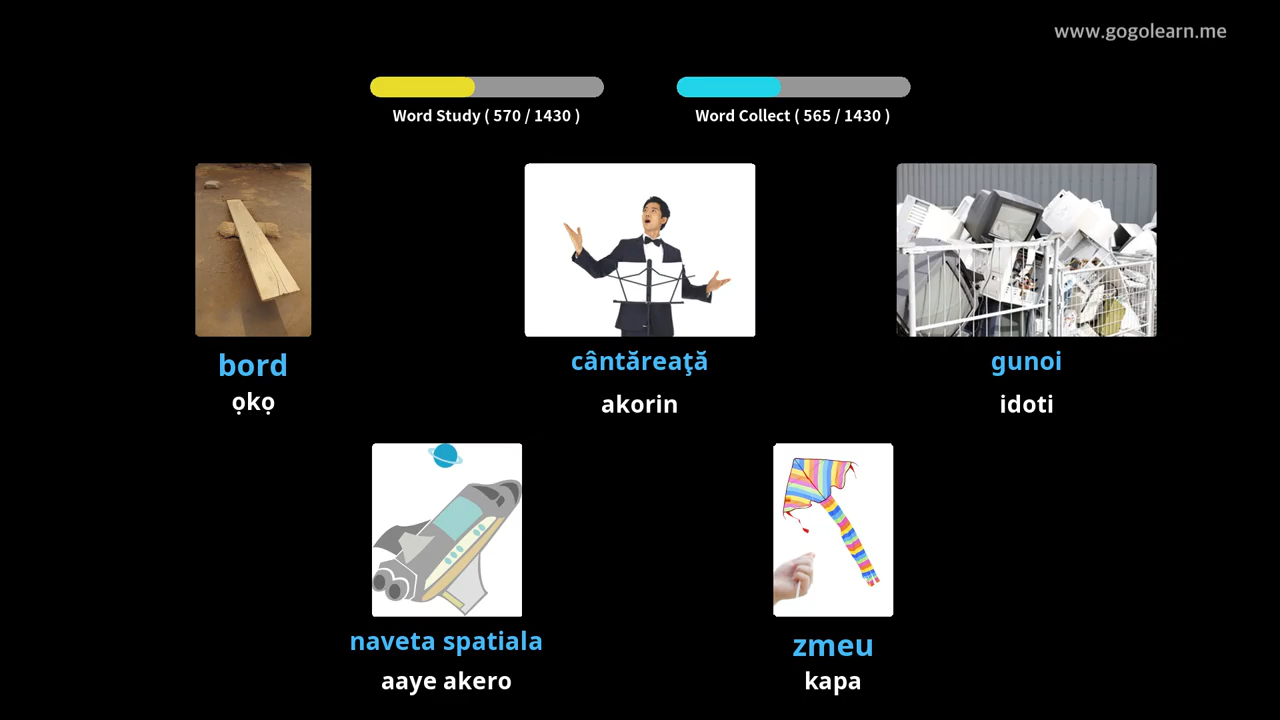 www.gogolearn.me
Word Study ( 570 / 1430 )
Word Collect ( 565 / 1430 )
bord
ọkọ
cântăreaţă
akorin
gunoi
idoti
naveta spatiala
aaye akero
zmeu
kapa